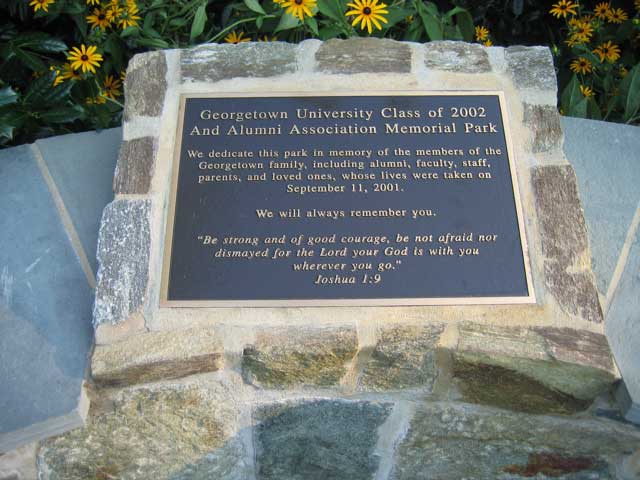 Georgetown University Class of 2002
And Alumni Association Memorial Park
We dedicate this park in memory of the members of the
Georgetown family, including alumni, faculty, staff,
parents, and loved ones, whose lives were taken on
September 11, 2001.
We will always remember you.
"Be strong and of good courage, be not afraid nor
dismayed for the Lord your God is with you
wherever you go."
Joshua 1:9